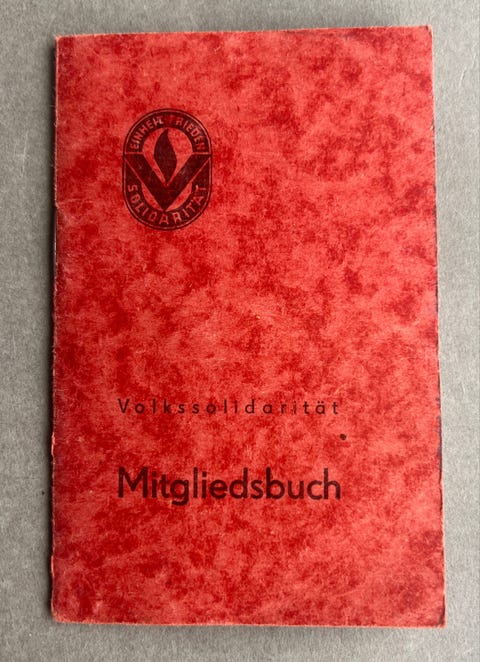 EINHEIT FRIEDEN
SOLIDARITÄT
Volkssolidarität
Mitgliedsbuch